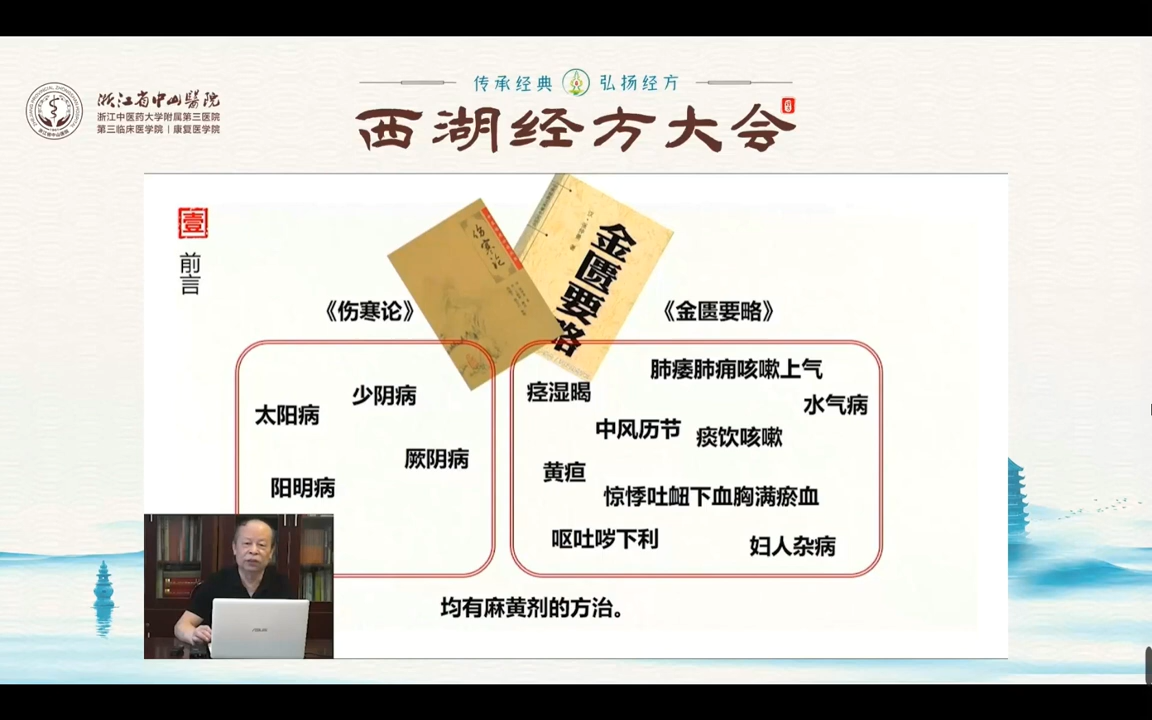 传承经典 弘扬经方
浙江省中山醫院
浙江中医药大学附属第三医院
第三临床医学院 | 康复医学院
西湖经方大会
壹
前言
伤寒论
金匮要略
《伤寒论》
《金匮要略》
太阳病
少阴病
厥阴病
阳明病
肺痿肺痈咳嗽上气
痉湿暍
水气病
中风历节
痰饮咳嗽
黄疸
惊悸吐衄下血胸满瘀血
呕吐哕下利
妇人杂病
均有麻黄剂的方治。
ASUS